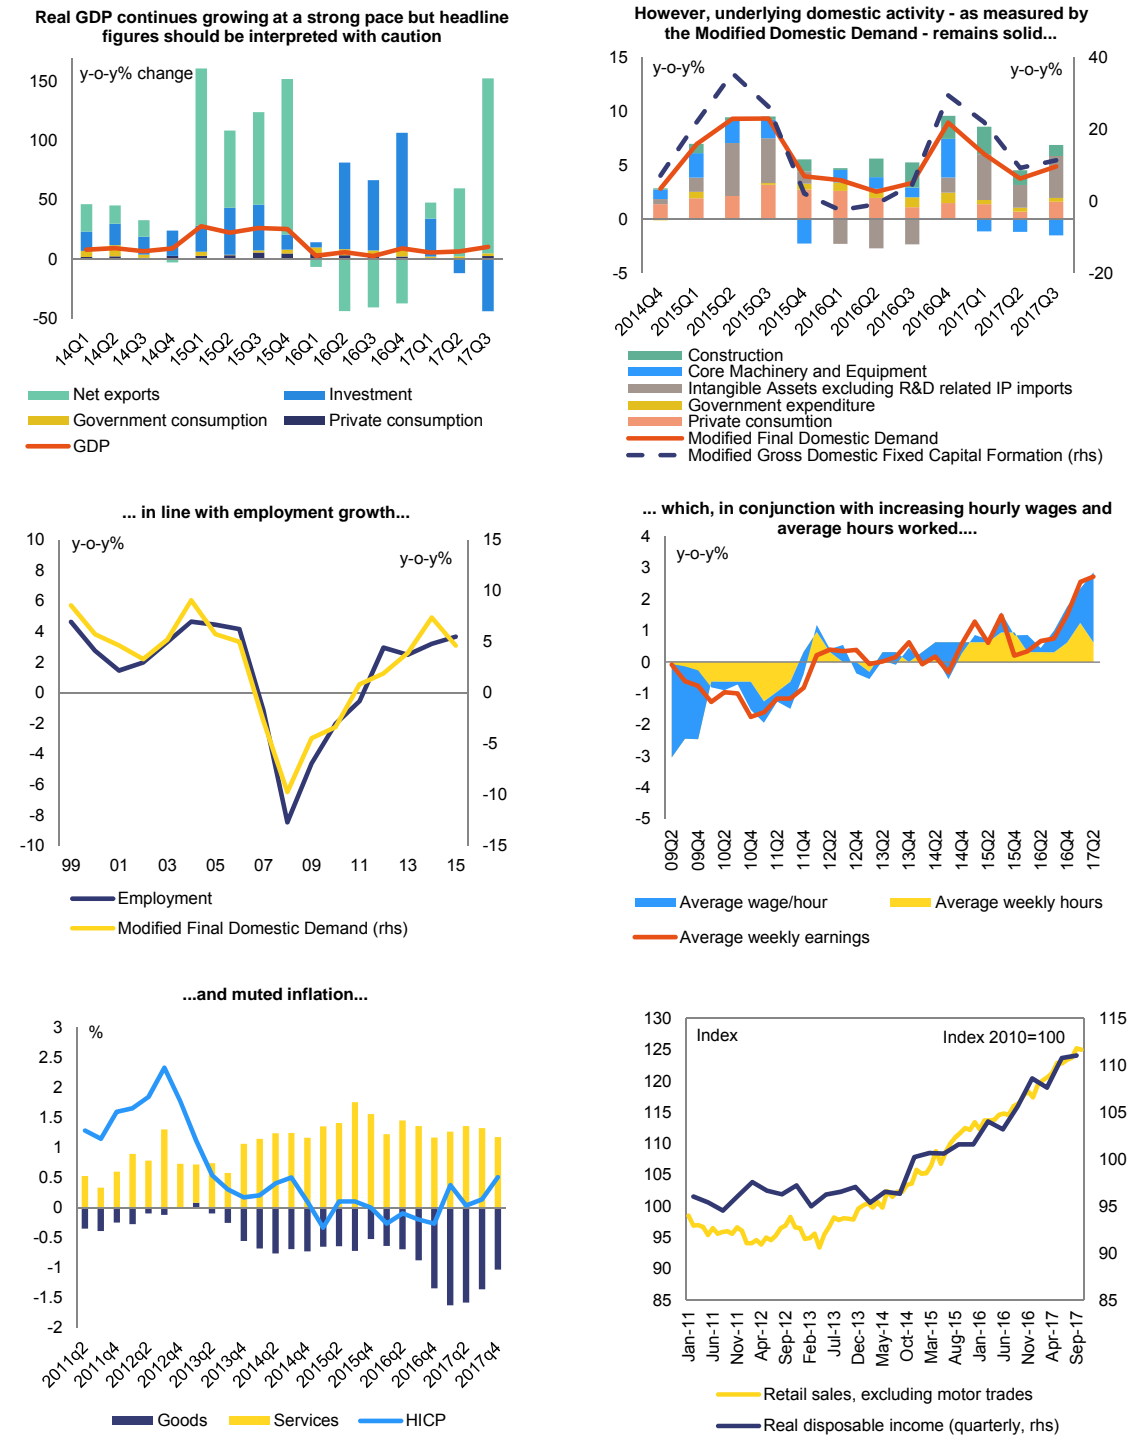 Real GDP continues growing at a strong pace but headline
figures should be interpreted with caution
y-o-y% change
150
100
50
0
-50
14Q1
14Q2
14Q3
14Q4
15Q1
15Q2
15Q3
15Q4
16Q1
16Q2
16Q3
16Q4
17Q1
17Q2
17Q3
Net exports
Investment
Government consumption
Private consumption
GDP
However, underlying domestic activity - as measured by
the Modified Domestic Demand - remains solid...
y-o-y%
y-o-y%
15
10
5
0
-5
40
20
0
-20
2014Q4
2015Q1
2015Q2
2015Q3
2015Q4
2016Q1
2016Q2
2016Q3
2016Q4
2017Q1
2017Q2
2017Q3
Construction
Core Machinery and Equipment
Intangible Assets excluding R&D related IP imports
Government expenditure
Private consumtion
Modified Final Domestic Demand
Modified Gross Domestic Fixed Capital Formation (rhs)
... in line with employment growth...
y-o-y%
y-o-y%
10
8
6
4
2
0
-2
-4
-6
-8
-10
15
10
5
0
-5
-10
-15
99
01
03
05
07
09
11
13
15
Employment
Modified Final Domestic Demand (rhs)
... which, in conjunction with increasing hourly wages and
average hours worked....
y-o-y%
4
3
2
1
0
-1
-2
-3
-4
-5
09Q2
09Q4
10Q2
10Q4
11Q2
11Q4
12Q2
12Q4
13Q2
13Q4
14Q2
14Q4
15Q2
15Q4
16Q2
16Q4
17Q2
Average wage/hour
Average weekly hours
Average weekly earnings
...and muted inflation...
%
3
2.5
2
1.5
1
0.5
0
-0.5
-1
-1.5
-2
2011q2
2011q4
2012q2
2012q4
2013q2
2013q4
2014q2
2014q4
2015q2
2015q4
2016q2
2016q4
2017q2
2017q4
Goods
Services
HICP
Index
Index 2010=100
130
125
120
115
110
105
100
95
90
85
115
110
105
100
95
90
85
Jan-11
Jun-11
Nov-11
Apr-12
Sep-12
Feb-13
Jul-13
Dec-13
May-14
Oct-14
Mar-15
Aug-15
Jan-16
Jun-16
Nov-16
Apr-17
Sep-17
Retail sales, excluding motor trades
Real disposable income (quarterly, rhs)